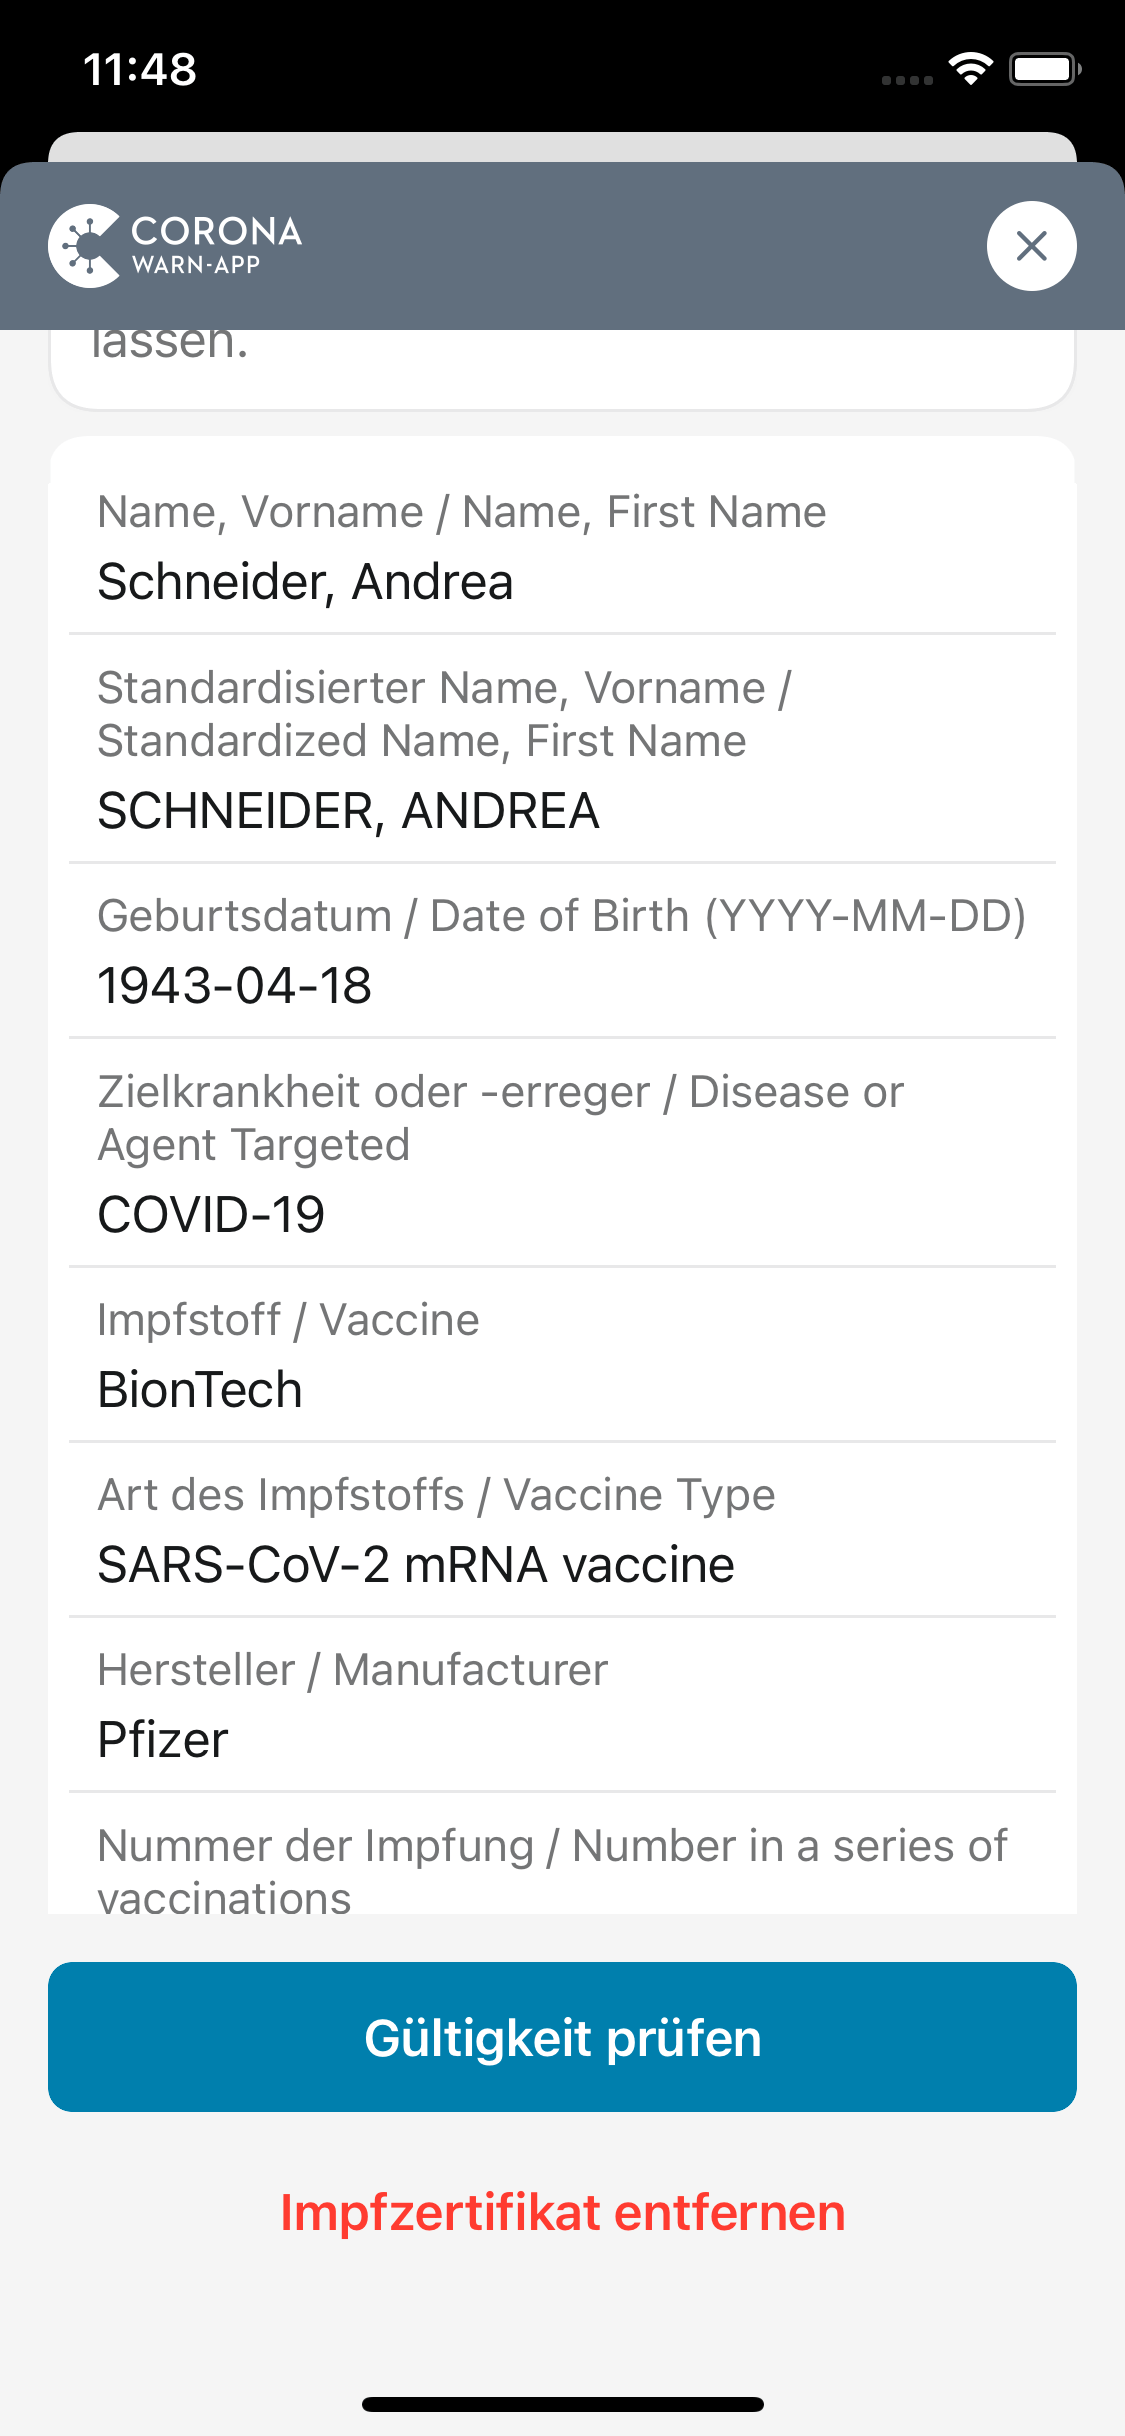 11:48
CORONA
WARN-APP
lassen.
Name, Vorname / Name, First Name
Schneider, Andrea
Standardisierter Name, Vorname /
Standardized Name, First Name
SCHNEIDER, ANDREA
Geburtsdatum / Date of Birth (YYYY-MM-DD)
1943-04-18
Zielkrankheit oder -erreger / Disease or
Agent Targeted
COVID-19
Impfstoff / Vaccine
BionTech
Art des Impfstoffs / Vaccine Type
SARS-CoV-2 mRNA vaccine
Hersteller / Manufacturer
Pfizer
Nummer der Impfung / Number in a series of
vaccinations
Gültigkeit prüfen
Impfzertifikat entfernen